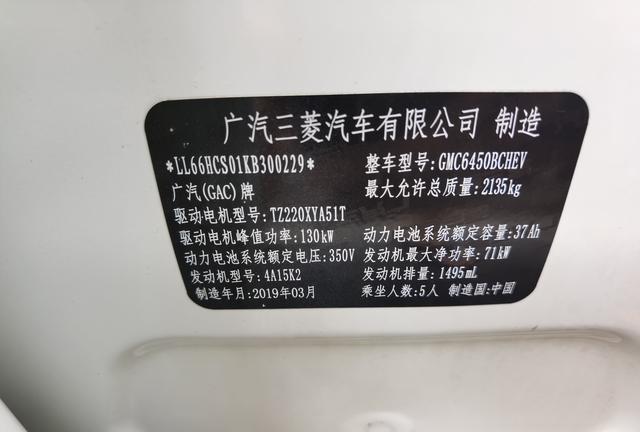 广汽三菱汽车有限公司 制造
*LL66HCS01KB300229* 整车型号:GMC6450BCHEV
广汽(GAC)牌 最大允许总质量:2135kg
驱动电机型号:TZ220XYA51T
驱动电机峰值功率:130kW 动力电池系统额定容量:37Ah
动力电池系统额定电压:350V 发动机最大净功率:71kW
发动机型号:4A15K2 发动机排量:1495mL
制造年月:2019年03月 乘坐人数:5人 制造国:中国